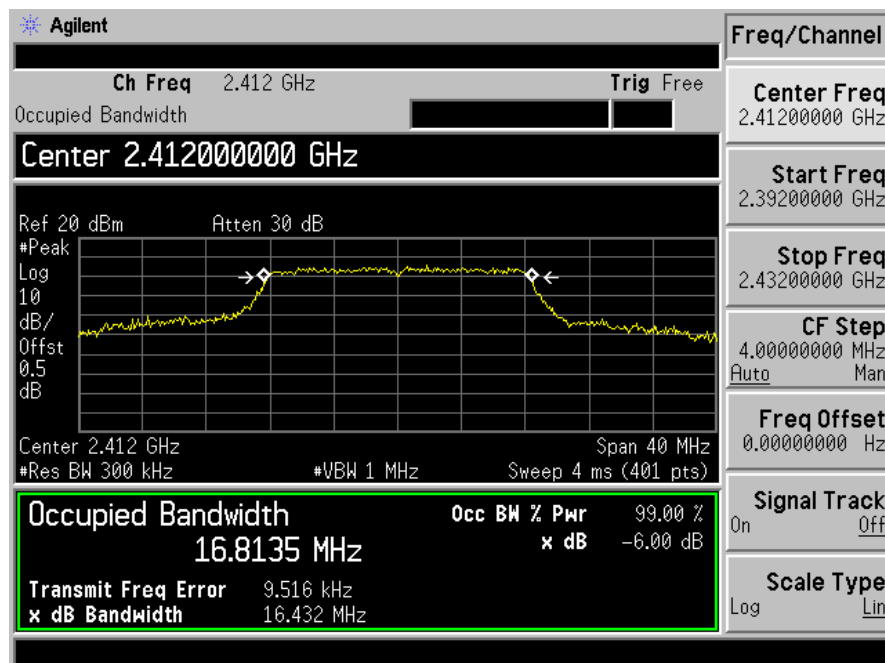 Agilent
Ch Freq 2.412 GHz Trig Free
Occupied Bandwidth
Center 2.412000000 GHz
Ref 20 dBm Atten 30 dB
#Peak
Log
10
dB/
Offst
0.5
dB
Center 2.412 GHz Span 40 MHz
#Res BW 300 kHz #VBW 1 MHz Sweep 4 ms (401 pts)
Occupied Bandwidth
16.8135 MHz
Occ BW % Pwr 99.00 %
x dB -6.00 dB
Transmit Freq Error 9.516 kHz
x dB Bandwidth 16.432 MHz
Freq/Channel
Center Freq
2.41200000 GHz
Start Freq
2.39200000 GHz
Stop Freq
2.43200000 GHz
CF Step
4.00000000 MHz
Auto Man
Freq Offset
0.00000000 Hz
Signal Track
On Off
Scale Type
Log Lin